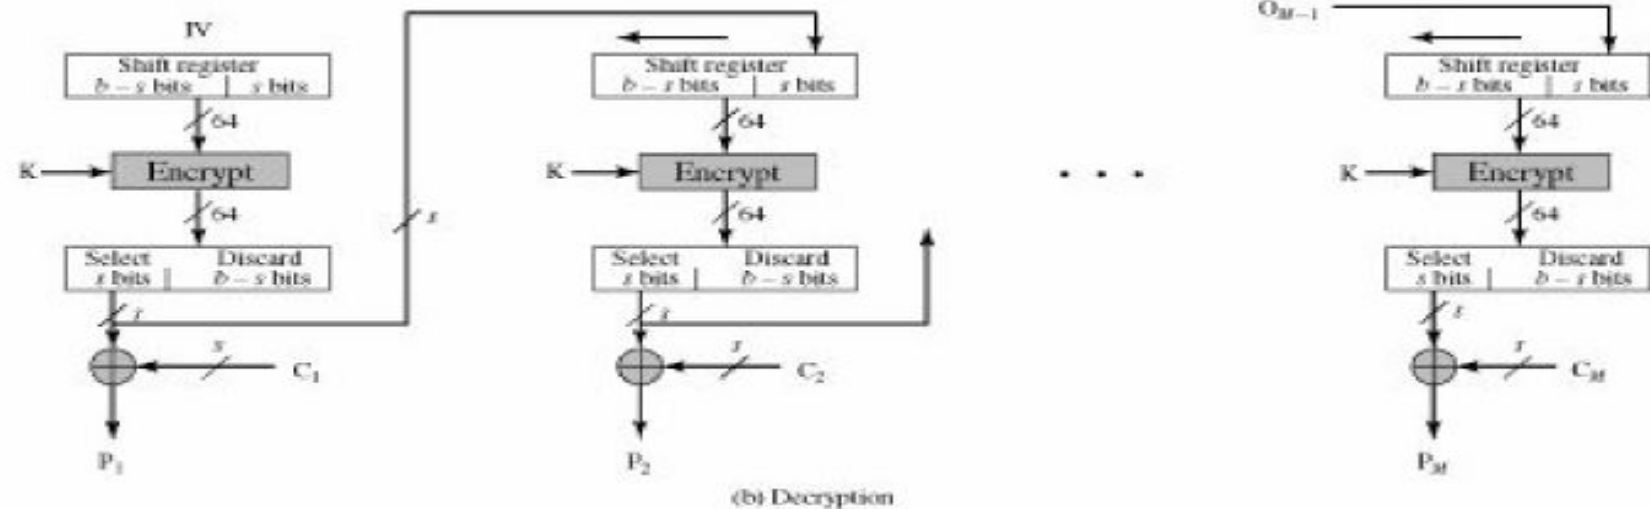 IV
O_{M-1}
Shift register
b – s bits | s bits
Shift register
b – s bits | s bits
Shift register
b – s bits | s bits
64
64
64
K
Encrypt
K
Encrypt
. . .
K
Encrypt
64
64
64
s
Select Discard
s bits | b – s bits
Select Discard
s bits | b – s bits
Select Discard
s bits | b – s bits
s
s
s
s
C₁
s
C₂
s
C_M
P₁
P₂
P_M
(b) Decryption